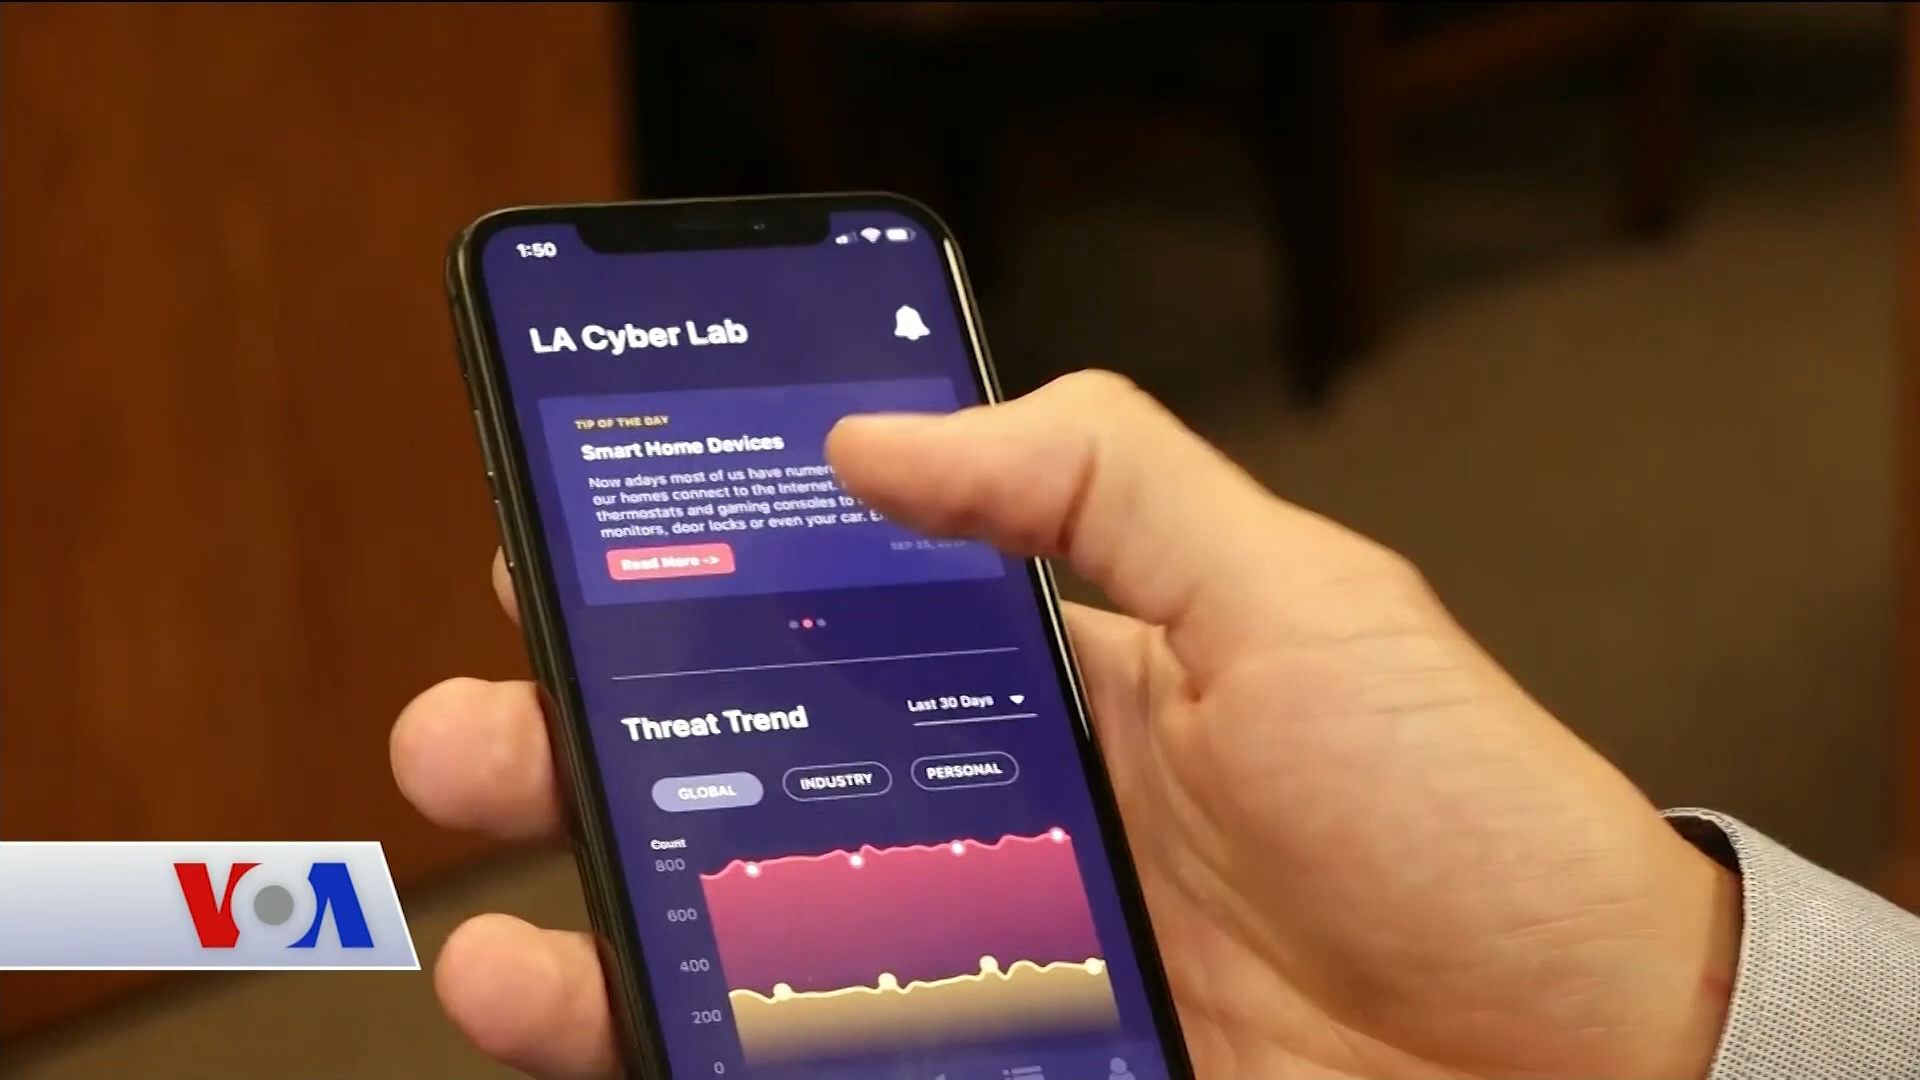 1:50
LA Cyber Lab
TIP OF THE DAY
Smart Home Devices
Now adays most of us have
our homes connect to the Internet.
thermostats and gaming consoles to
monitors, door locks or even your car.
Read More ->
SEP 25,
Threat Trend
Last 30 Days
GLOBAL
INDUSTRY
PERSONAL
Count
800
600
400
200
0
VOA